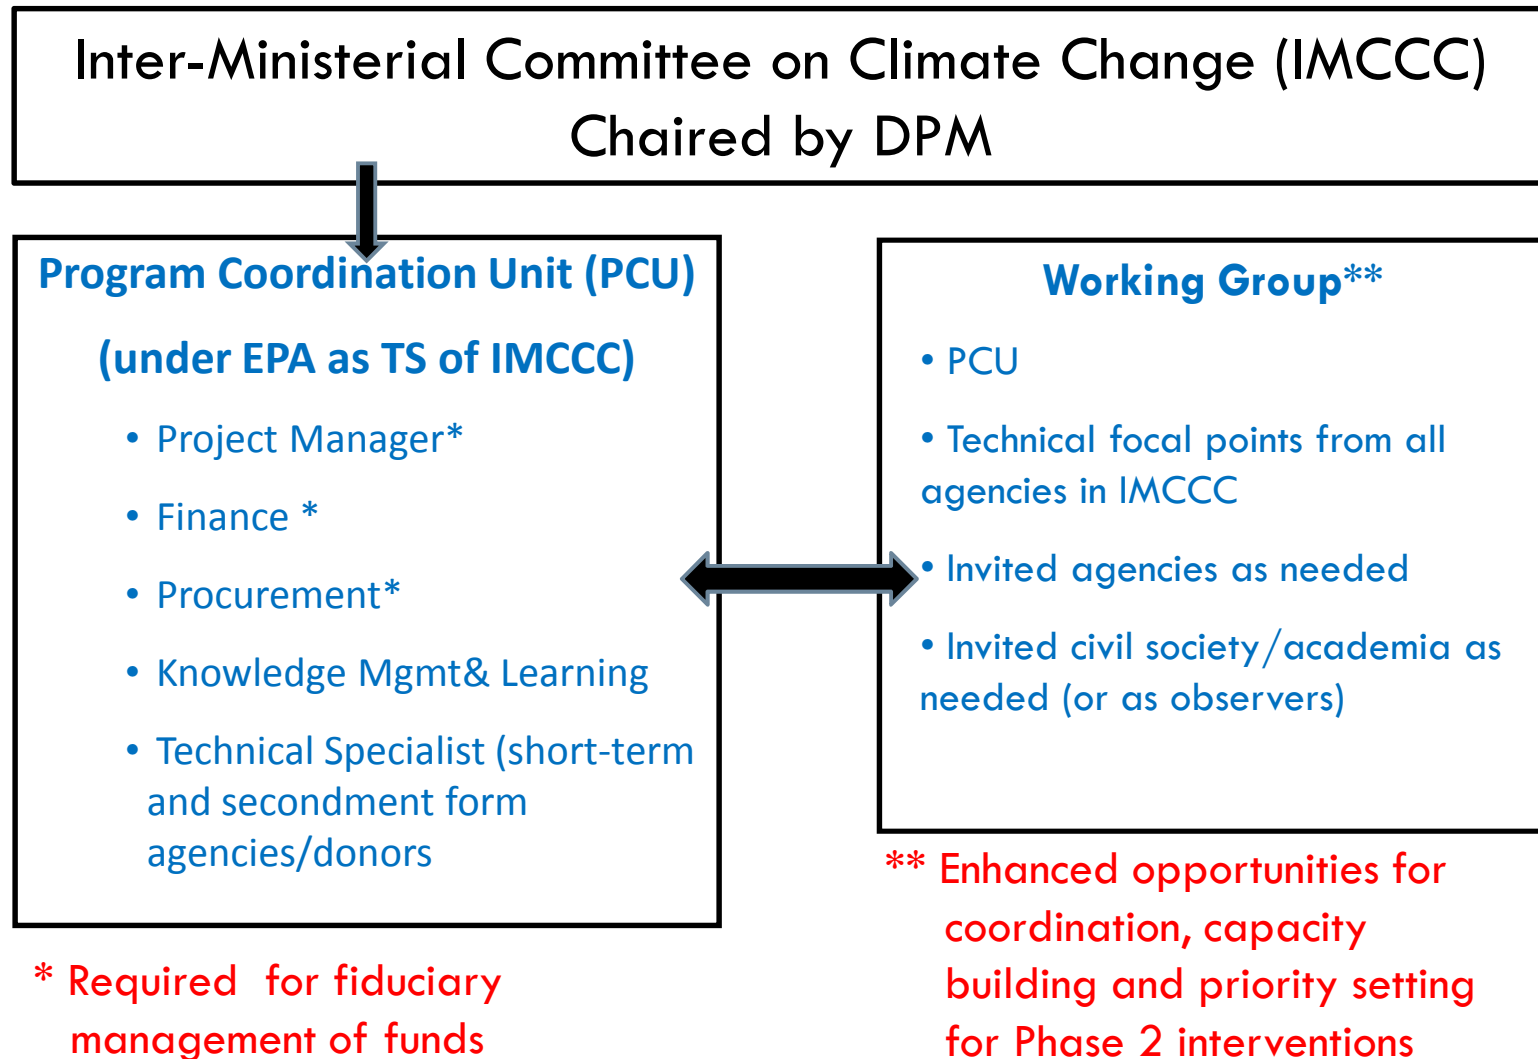 Inter-Ministerial Committee on Climate Change (IMCCC)
Chaired by DPM
Program Coordination Unit (PCU)
(under EPA as TS of IMCCC)
• Project Manager*
• Finance *
• Procurement*
• Knowledge Mgmt& Learning
• Technical Specialist (short-term
and secondment form
agencies/donors
* Required for fiduciary
management of funds
Working Group**
• PCU
• Technical focal points from all
agencies in IMCCC
• Invited agencies as needed
• Invited civil society/academia as
needed (or as observers)
** Enhanced opportunities for
coordination, capacity
building and priority setting
for Phase 2 interventions